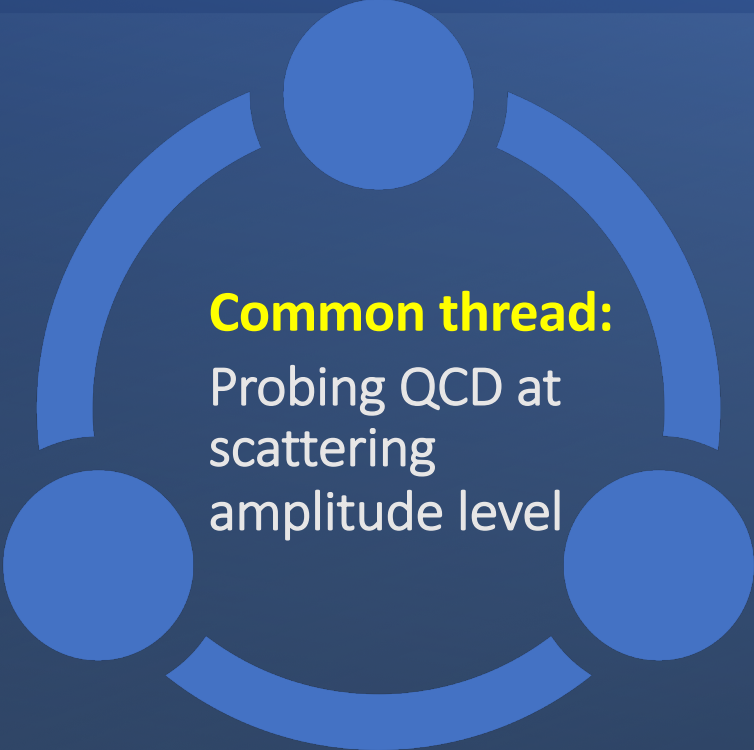 Common thread:
Probing QCD at
scattering
amplitude level